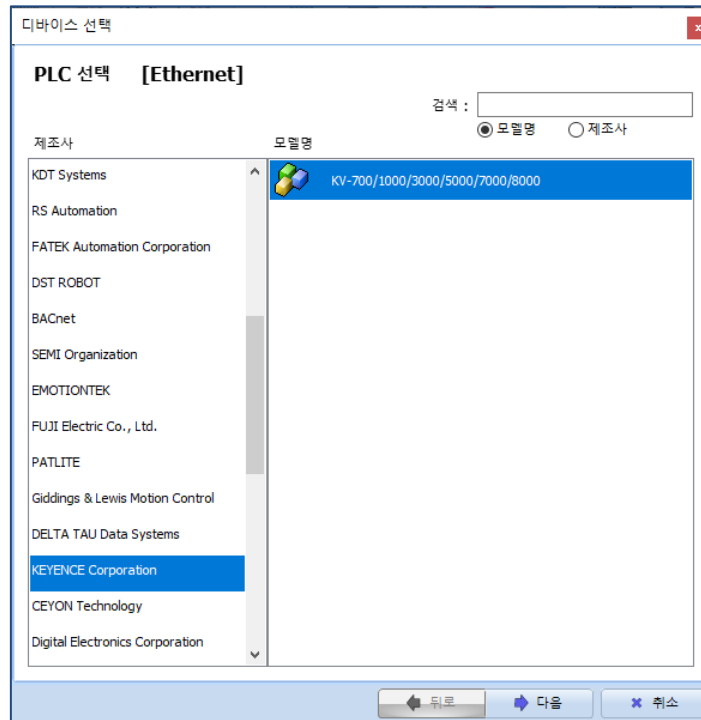 디바이스 선택
x
PLC 선택 [Ethernet]
검색 :
모델명 제조사
제조사 모델명
KDT Systems
KV-700/1000/3000/5000/7000/8000
RS Automation
FATEK Automation Corporation
DST ROBOT
BACnet
SEMI Organization
EMOTIONTEK
FUJI Electric Co., Ltd.
PATLITE
Giddings & Lewis Motion Control
DELTA TAU Data Systems
KEYENCE Corporation
CEYON Technology
Digital Electronics Corporation
뒤로 다음 취소